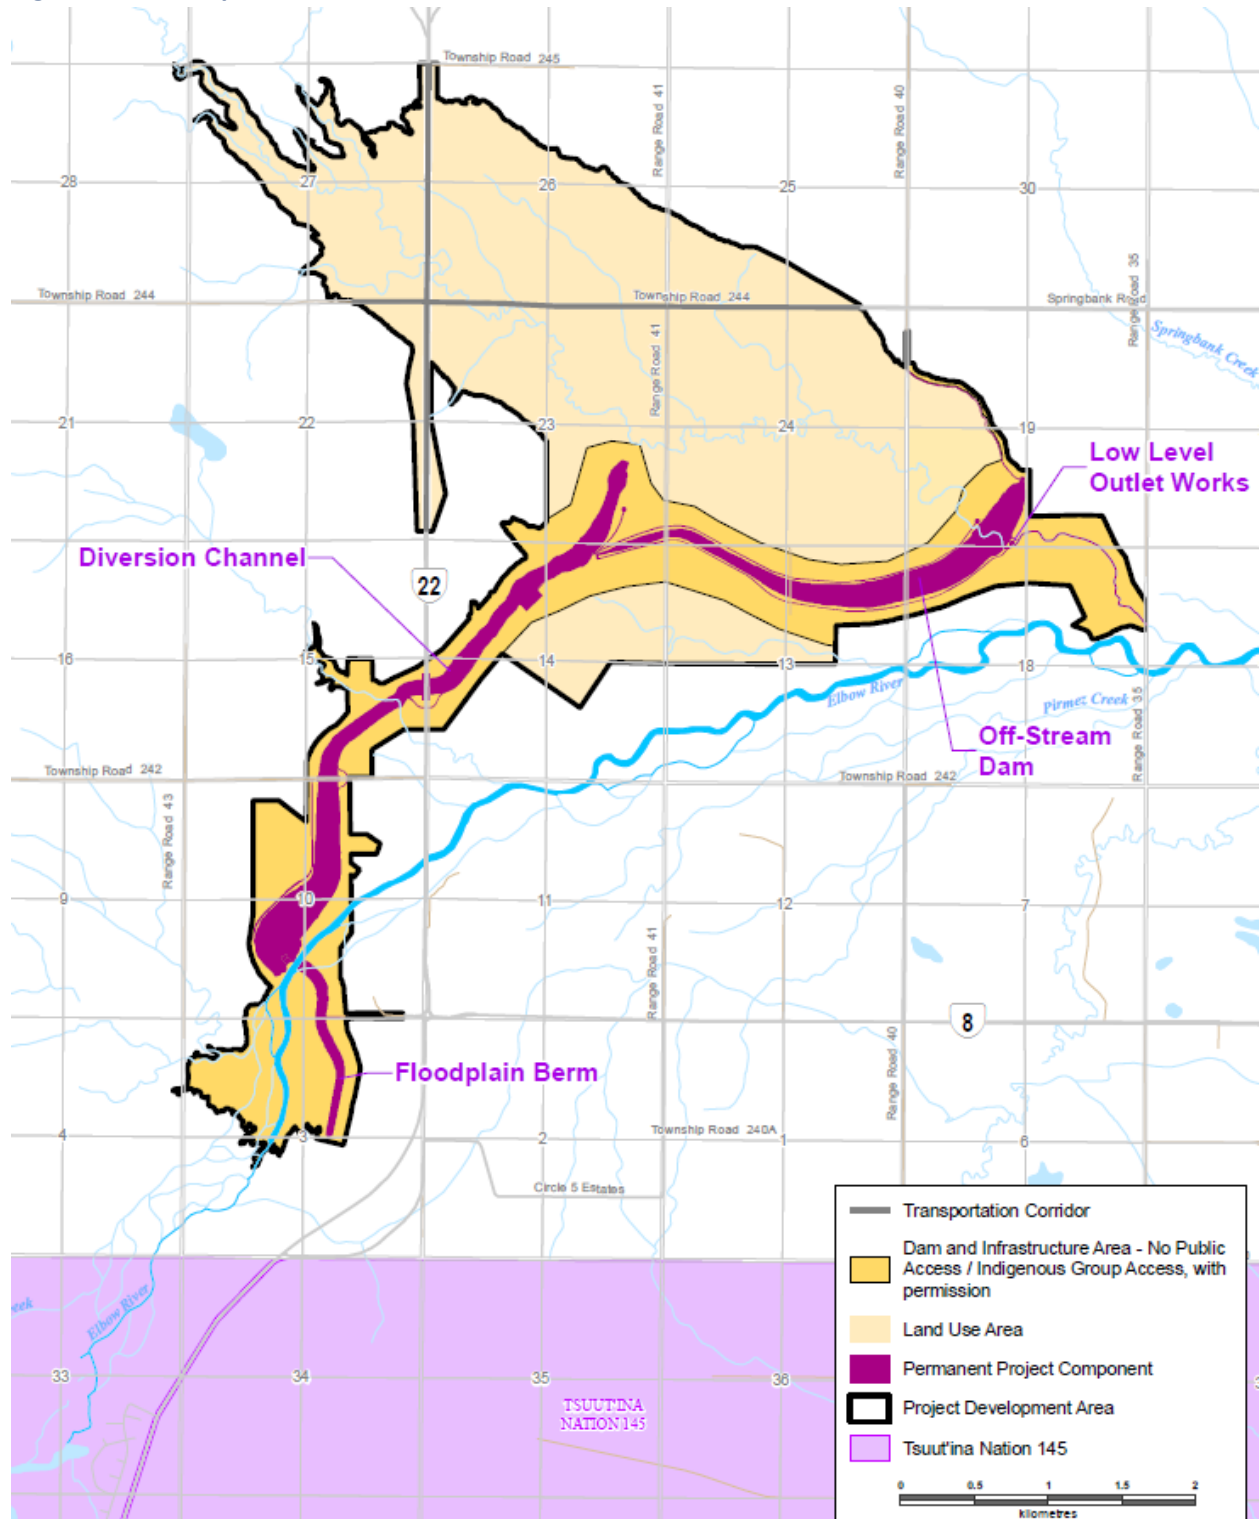 Township Road 245
Range Road 41
Range Road 40
28
27
26
25
30
Range Road 35
Township Road 244
Township Road 244
Springbank
Springbank Creek
Range Road 41
21
22
23
24
19
Low Level
Outlet Works
Diversion Channel
22
16
15
14
13
18
Elbow River
Pirmez Creek
Range Road 35
Off-Stream
Dam
Township Road 242
Township Road 242
Range Road 43
9
10
11
12
7
Range Road 41
8
Floodplain Berm
Range Road 40
4
3
2
Township Road 240A
1
6
Circle 5 Estates
Elbow River
33
34
35
36
TSUUT'INA
NATION 145
Transportation Corridor
Dam and Infrastructure Area - No Public
Access / Indigenous Group Access, with
permission
Land Use Area
Permanent Project Component
Project Development Area
Tsuut'ina Nation 145
0 0.5 1 1.5 2
kilometres